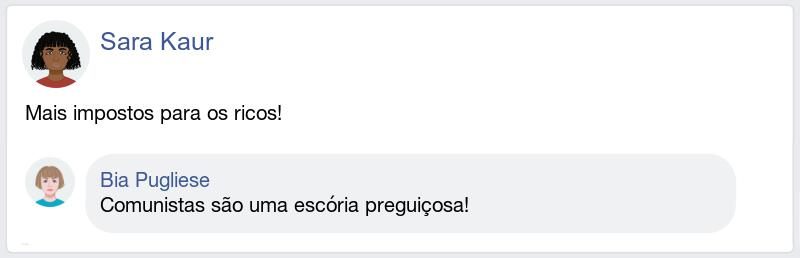 Sara Kaur
Mais impostos para os ricos!
Bia Pugliese
Comunistas são uma escória preguiçosa!